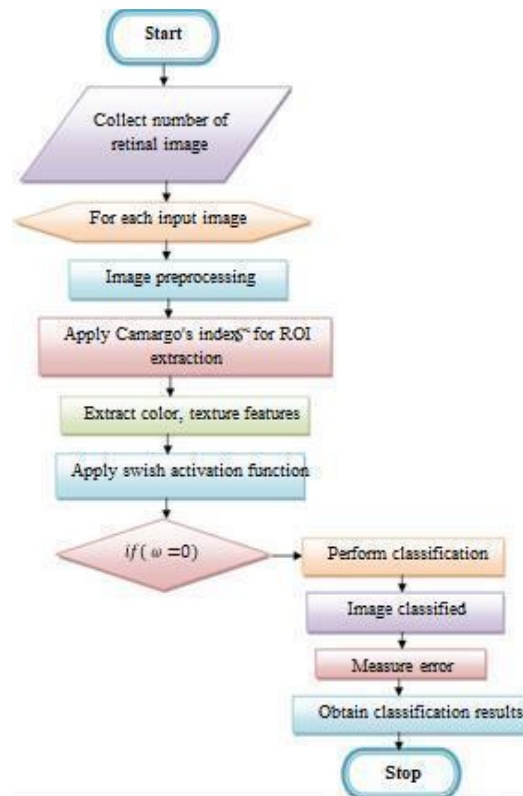 Start
Collect number of
retinal image
For each input image
Image preprocessing
Apply Camargo's index~ for ROI
extraction
Extract color, texture features
Apply swish activation function
if( ω =0)
Perform classification
Image classified
Measure error
Obtain classification results
Stop